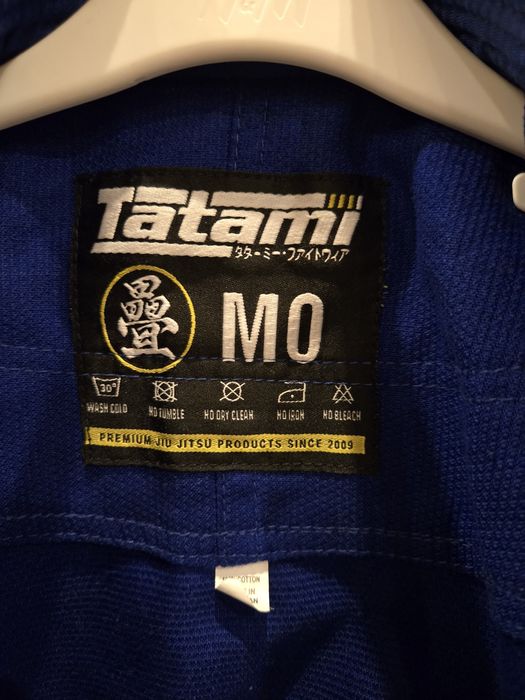 Tatami
タターミー・ファイトウィア
疊
M0
30°
WASH COLD
NO TUMBLE
NO DRY CLEAN
NO IRON
NO BLEACH
PREMIUM JIU JITSU PRODUCTS SINCE 2009
COTTON
IN